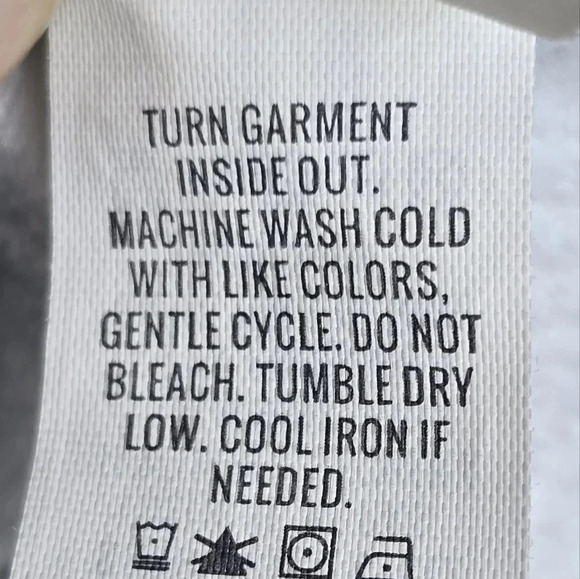 TURN GARMENT
INSIDE OUT.
MACHINE WASH COLD
WITH LIKE COLORS,
GENTLE CYCLE. DO NOT
BLEACH. TUMBLE DRY
LOW. COOL IRON IF
NEEDED.